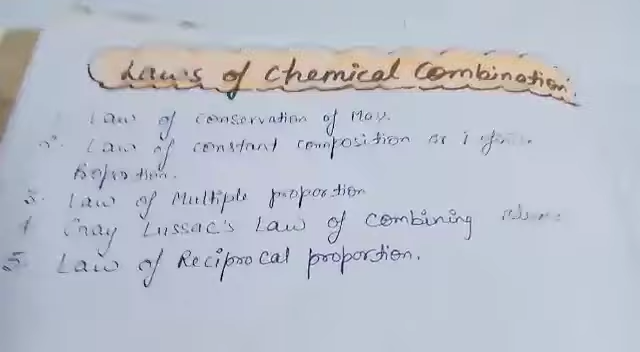 Laws of Chemical Combination.
Law of conservation of Mass.
Law of constant composition or
Proportion.
3. Law of Multiple proportion
4 Gay Lussac's Law of combining
5. Law of Reciprocal proportion.